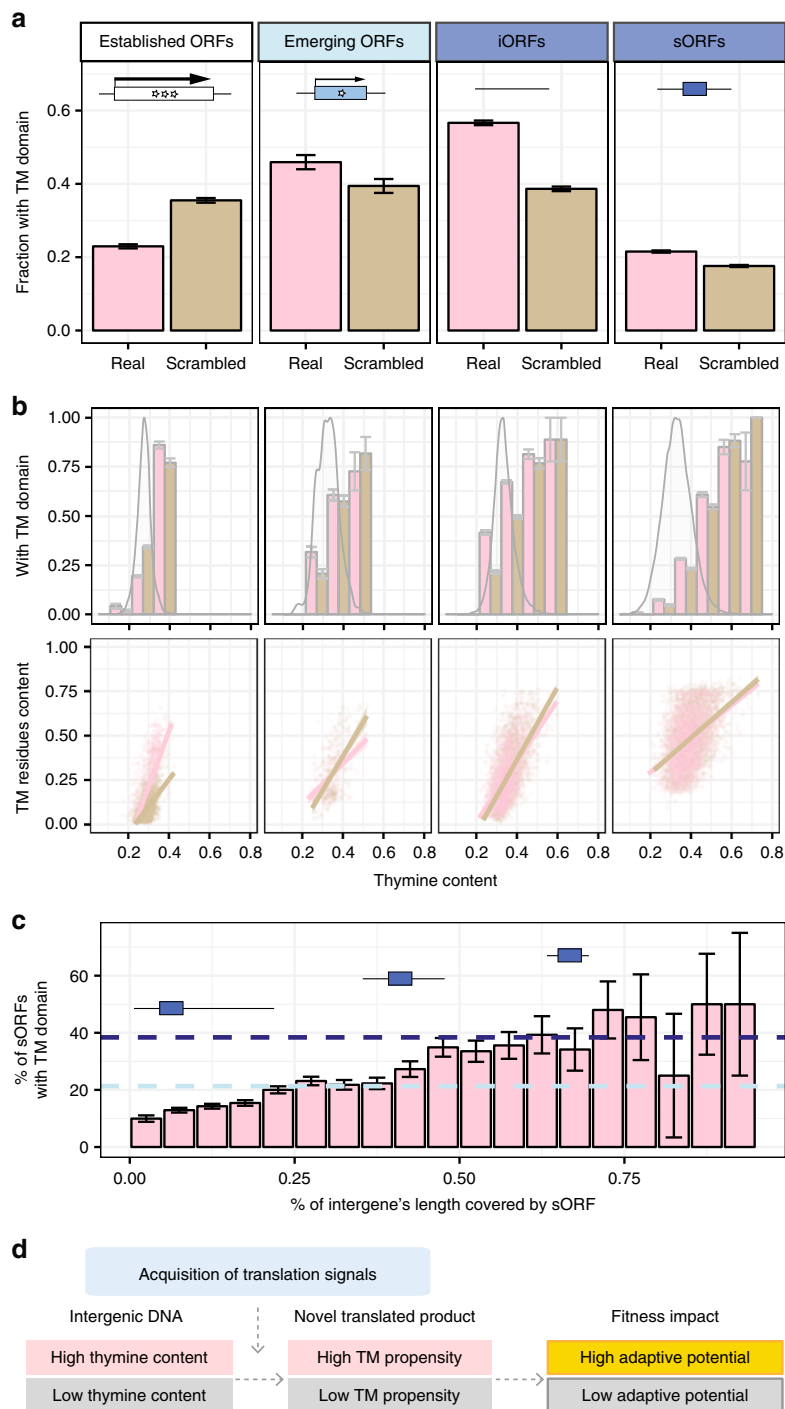 a
Established ORFs
Emerging ORFs
iORFs
sORFs
Fraction with TM domain
0.6
0.4
0.2
0.0
Real Scrambled
Real Scrambled
Real Scrambled
Real Scrambled
b
With TM domain
1.00
0.75
0.50
0.25
0.00
TM residues content
1.00
0.75
0.50
0.25
0.00
0.2 0.4 0.6 0.8
0.2 0.4 0.6 0.8
0.2 0.4 0.6 0.8
0.2 0.4 0.6 0.8
Thymine content
c
% of sORFs
with TM domain
60
40
20
0
0.00 0.25 0.50 0.75
% of intergene's length covered by sORF
d
Acquisition of translation signals
Intergenic DNA
Novel translated product
Fitness impact
High thymine content
High TM propensity
High adaptive potential
Low thymine content
Low TM propensity
Low adaptive potential